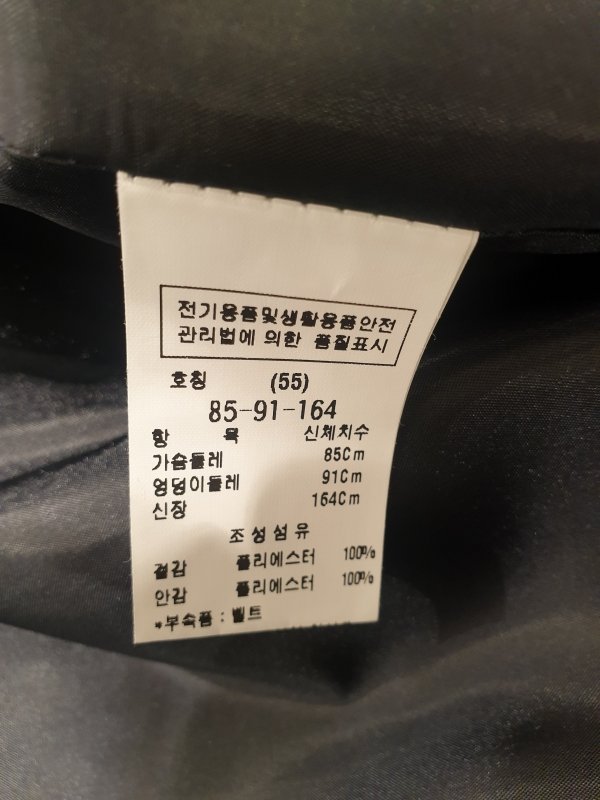 전기용품및생활용품안전
관리법에 의한 품질표시
호칭 (55)
85-91-164
항 목 신체치수
가슴둘레 85Cm
엉덩이둘레 91Cm
신장 164Cm
조성섬유
겉감 폴리에스터 100%
안감 폴리에스터 100%
*부속품 : 벨트